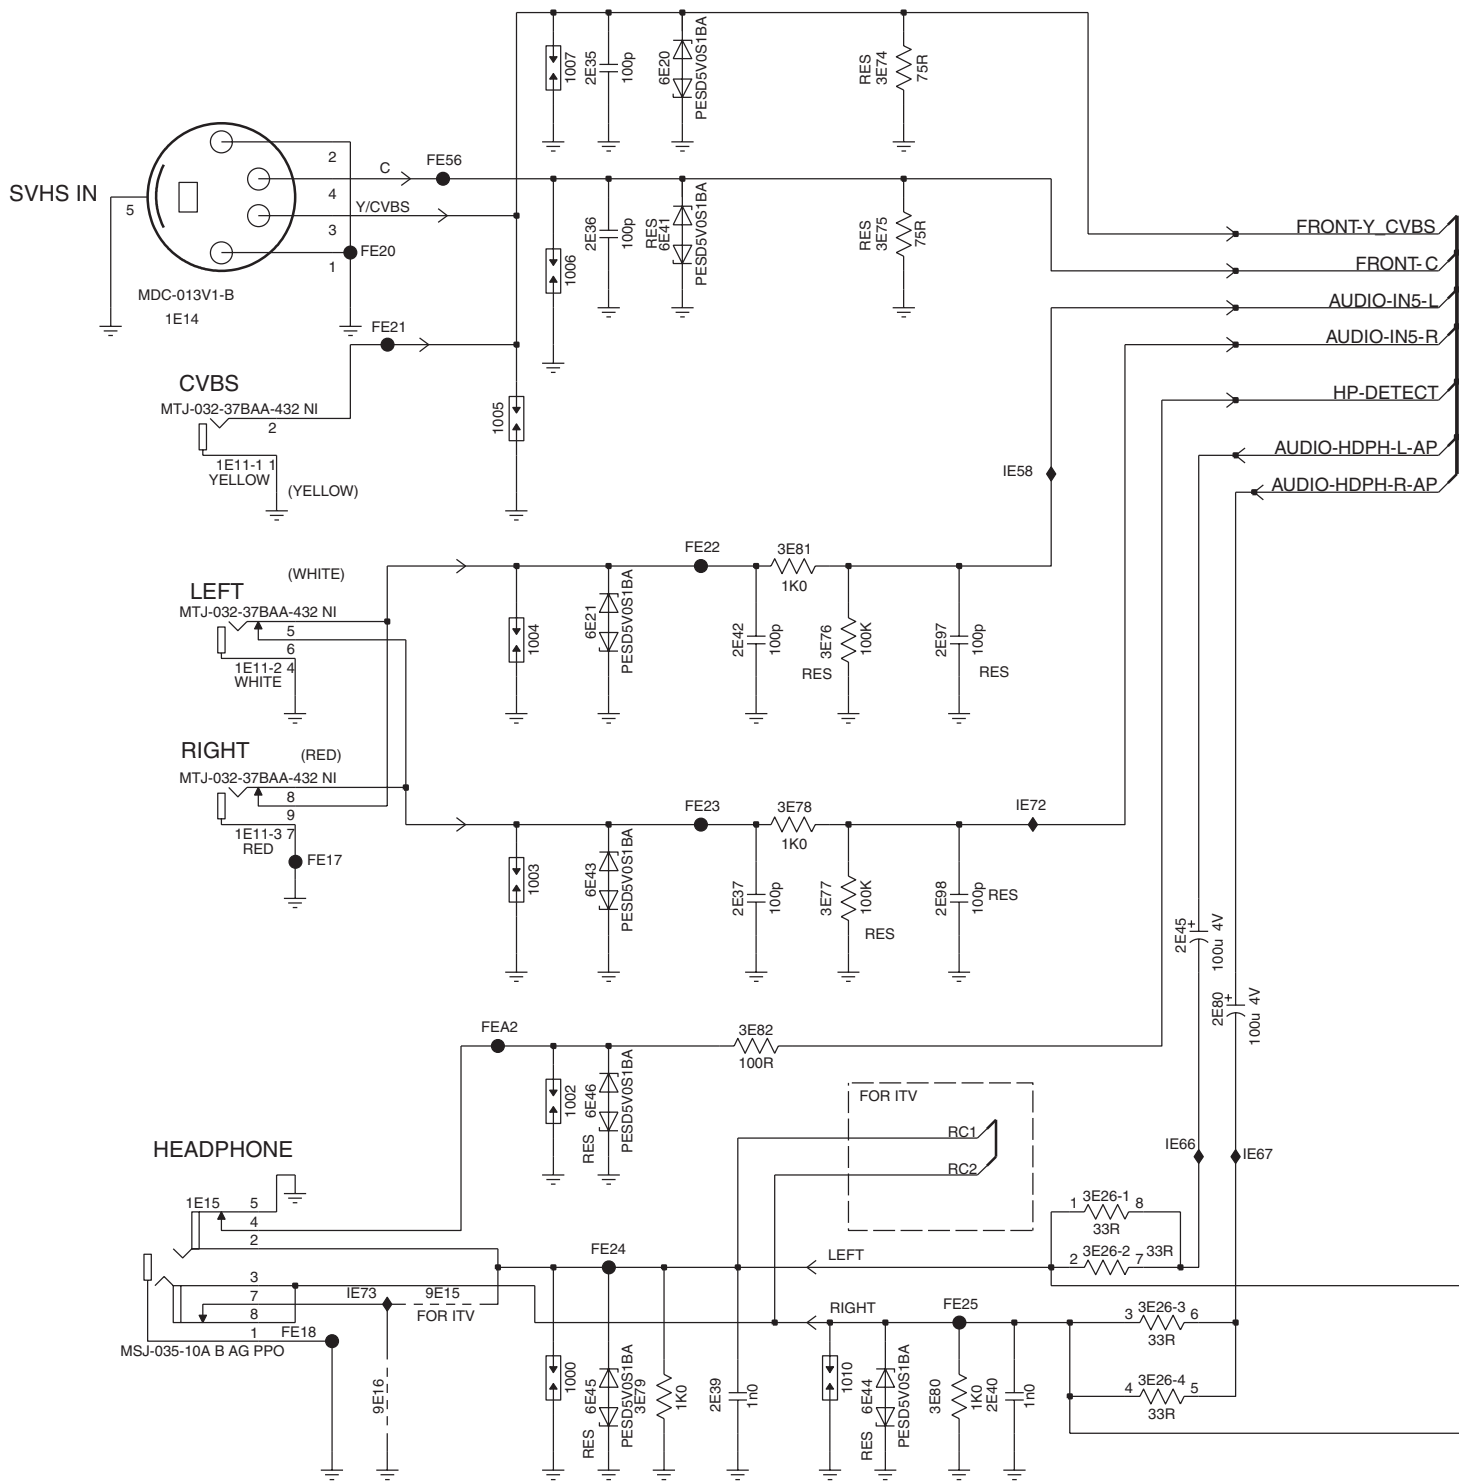 1007
2E35
100p
6E20
PESD5V0S1BA
RES
3E74
75R
SVHS IN
5
2
4
3
1
C
FE56
Y/CVBS
FE20
MDC-013V1-B
1E14
1006
2E36
100p
RES
6E41
PESD5V0S1BA
RES
3E75
75R
FRONT-Y_CVBS
FRONT-C
AUDIO-IN5-L
AUDIO-IN5-R
HP-DETECT
AUDIO-HDPH-L-AP
AUDIO-HDPH-R-AP
FE21
CVBS
MTJ-032-37BAA-432 NI
2
1E11-1 1
YELLOW
(YELLOW)
1005
IE58
(WHITE)
LEFT
MTJ-032-37BAA-432 NI
5
6
1E11-2 4
WHITE
1004
6E21
PESD5V0S1BA
FE22
3E81
1K0
2E42
100p
3E76
100K
RES
2E97
100p
RES
RIGHT
(RED)
MTJ-032-37BAA-432 NI
8
9
1E11-3 7
RED
FE17
1003
6E43
PESD5V0S1BA
FE23
3E78
1K0
2E37
100p
3E77
100K
RES
2E98
100p
RES
IE72
2E45
+
100u 4V
2E80
+
100u 4V
FEA2
3E82
100R
1002
RES
6E46
PESD5V0S1BA
FOR ITV
RC1
RC2
IE66
IE67
HEADPHONE
1E15
5
4
2
3
7
8
1
MSJ-035-10A B AG PPO
FE18
IE73
9E15
FOR ITV
9E16
FE24
LEFT
1 3E26-1 8
33R
2 3E26-2 7
33R
RIGHT
FE25
3 3E26-3 6
33R
4 3E26-4 5
33R
1000
RES
6E45
PESD5V0S1BA
3E79
1K0
2E39
1n0
1010
RES
6E44
PESD5V0S1BA
3E80
1K0
2E40
1n0